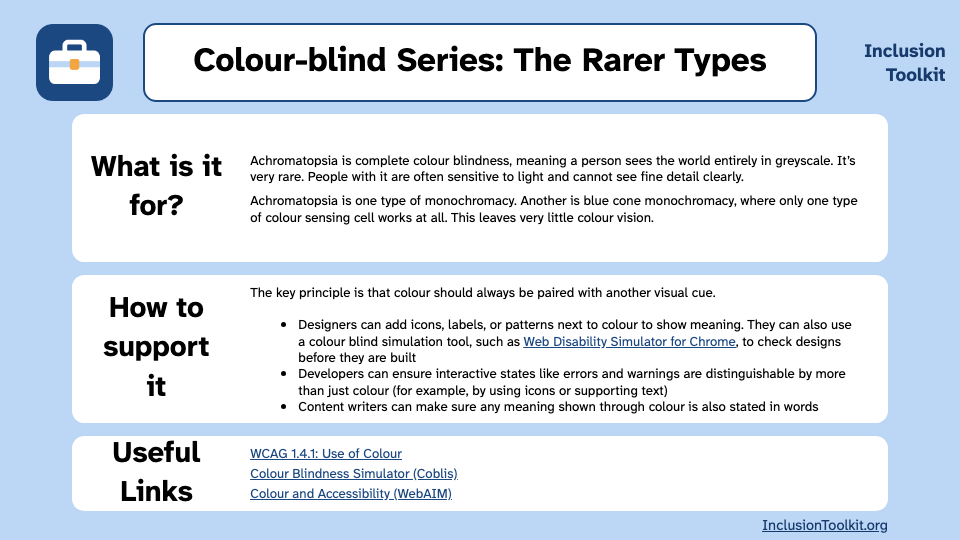 Colour-blind Series: The Rarer Types
Inclusion
Toolkit
What is it
for?
Achromatopsia is complete colour blindness, meaning a person sees the world entirely in greyscale. It’s
very rare. People with it are often sensitive to light and cannot see fine detail clearly.
Achromatopsia is one type of monochromacy. Another is blue cone monochromacy, where only one type
of colour sensing cell works at all. This leaves very little colour vision.
How to
support
it
The key principle is that colour should always be paired with another visual cue.
• Designers can add icons, labels, or patterns next to colour to show meaning. They can also use
a colour blind simulation tool, such as Web Disability Simulator for Chrome, to check designs
before they are built
• Developers can ensure interactive states like errors and warnings are distinguishable by more
than just colour (for example, by using icons or supporting text)
• Content writers can make sure any meaning shown through colour is also stated in words
Useful
Links
WCAG 1.4.1: Use of Colour
Colour Blindness Simulator (Coblis)
Colour and Accessibility (WebAIM)
InclusionToolkit.org